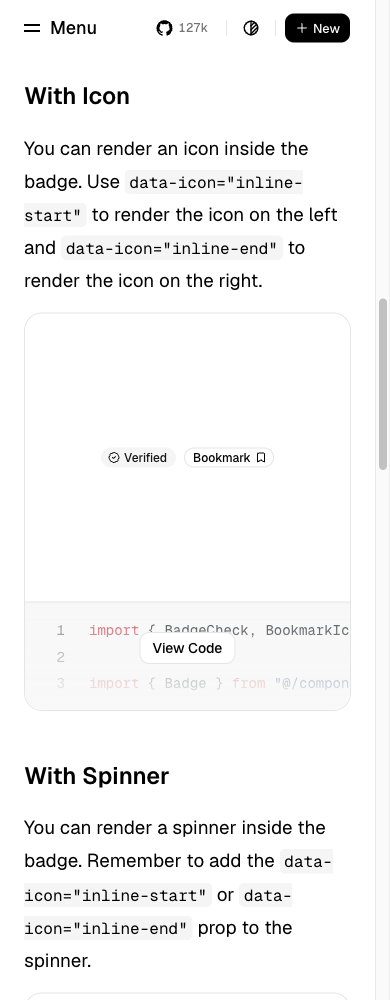 Menu 127k New
With Icon
You can render an icon inside the
badge. Use data-icon="inline-
start" to render the icon on the left
and data-icon="inline-end" to
render the icon on the right.
Verified Bookmark
1 import { BadgeCheck, BookmarkIc
2
View Code
3 import { Badge } from "@/compon
With Spinner
You can render a spinner inside the
badge. Remember to add the data-
icon="inline-start" or data-
icon="inline-end" prop to the
spinner.